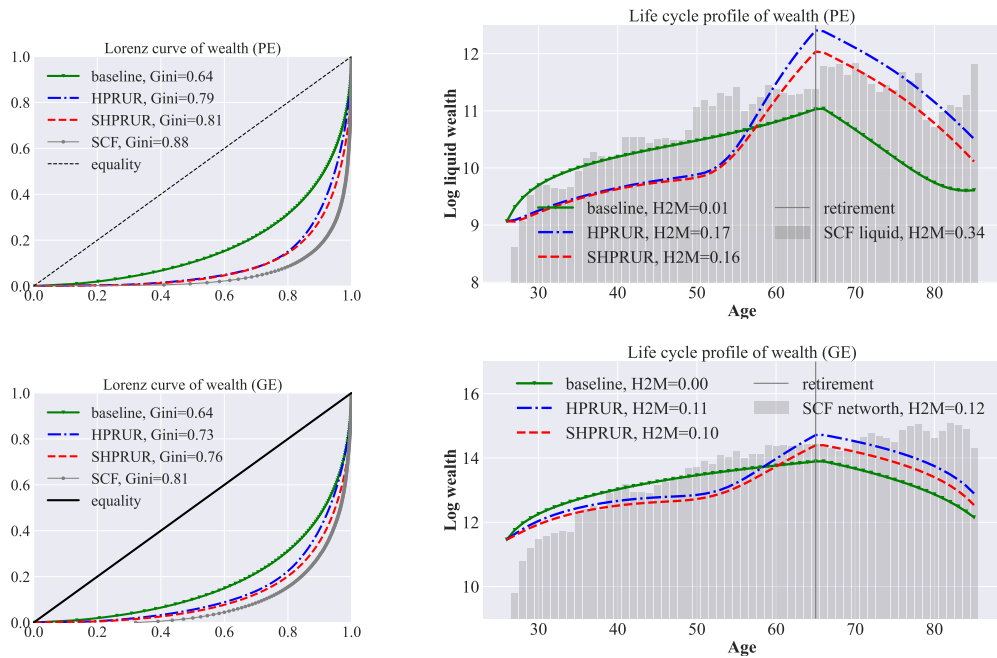 Lorenz curve of wealth (PE)
1.0
0.8
0.6
0.4
0.2
0.0
baseline, Gini=0.64
HPRUR, Gini=0.79
SHPRUR, Gini=0.81
SCF, Gini=0.88
equality
0.0 0.2 0.4 0.6 0.8 1.0
Life cycle profile of wealth (PE)
Log liquid wealth
12
11
10
9
8
baseline, H2M=0.01
HPRUR, H2M=0.17
SHPRUR, H2M=0.16
retirement
SCF liquid, H2M=0.34
30 40 50 60 70 80
Age
Lorenz curve of wealth (GE)
1.0
0.8
0.6
0.4
0.2
0.0
baseline, Gini=0.64
HPRUR, Gini=0.73
SHPRUR, Gini=0.76
SCF, Gini=0.81
equality
0.0 0.2 0.4 0.6 0.8 1.0
Life cycle profile of wealth (GE)
Log wealth
16
14
12
10
baseline, H2M=0.00
HPRUR, H2M=0.11
SHPRUR, H2M=0.10
retirement
SCF networth, H2M=0.12
30 40 50 60 70 80
Age